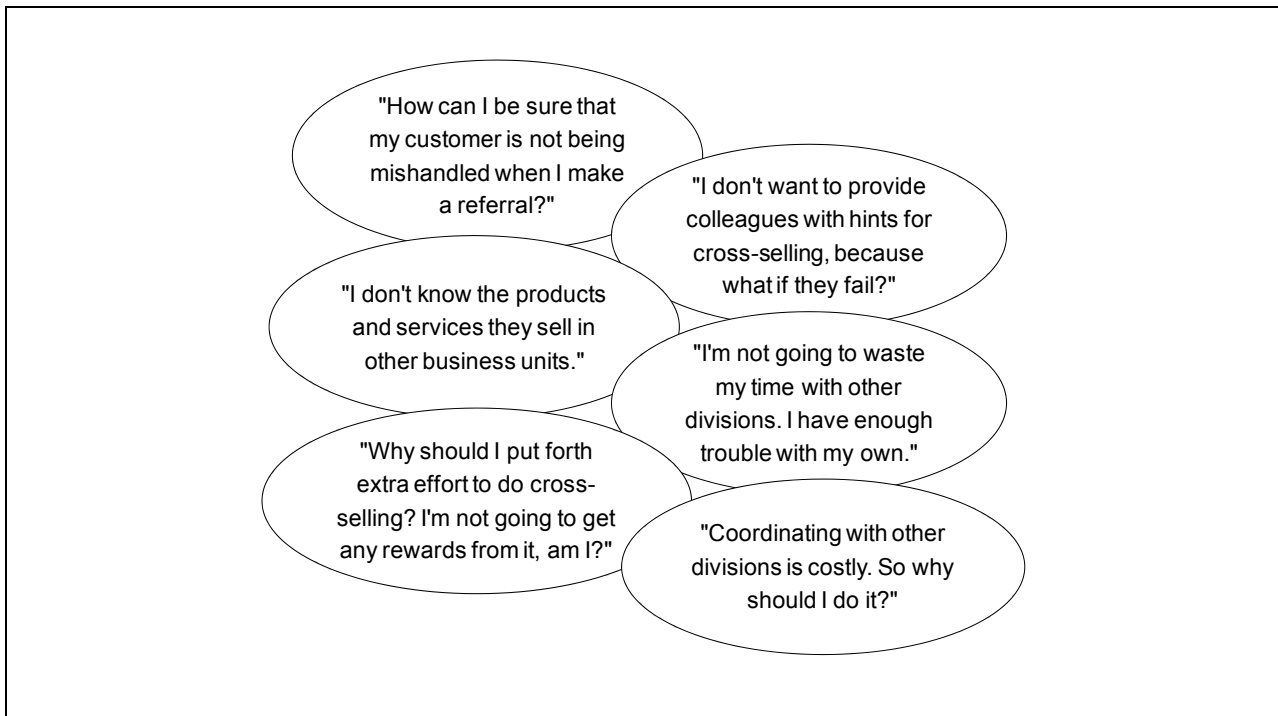 "How can I be sure that
my customer is not being
mishandled when I make
a referral?"
"I don't want to provide
colleagues with hints for
cross-selling, because
what if they fail?"
"I don't know the products
and services they sell in
other business units."
"I'm not going to waste
my time with other
divisions. I have enough
trouble with my own."
"Why should I put forth
extra effort to do cross-
selling? I'm not going to get
any rewards from it, am I?"
"Coordinating with other
divisions is costly. So why
should I do it?"